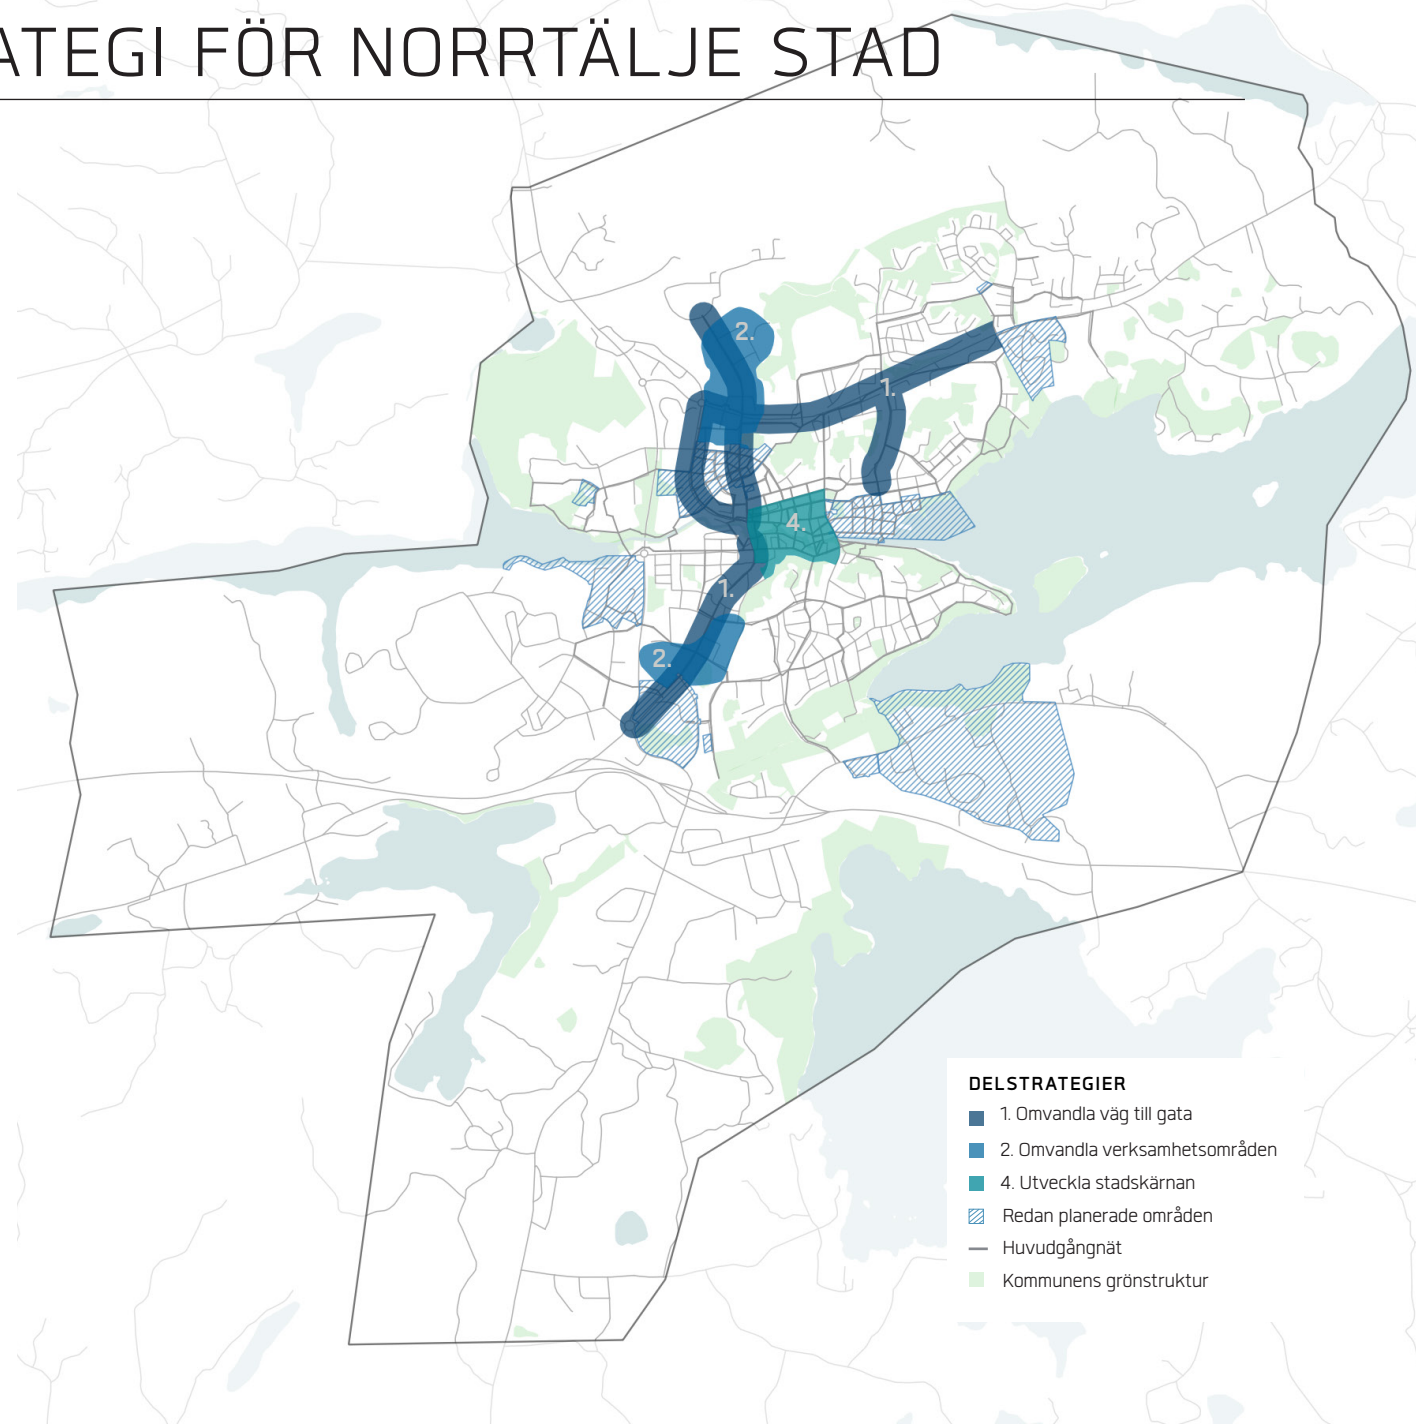 ATEGI FÖR NORRTÄLJE STAD
2.
1.
4.
1.
2.
DELSTRATEGIER
1. Omvandla väg till gata
2. Omvandla verksamhetsområden
4. Utveckla stadskärnan
Redan planerade områden
Huvudgångnät
Kommunens grönstruktur